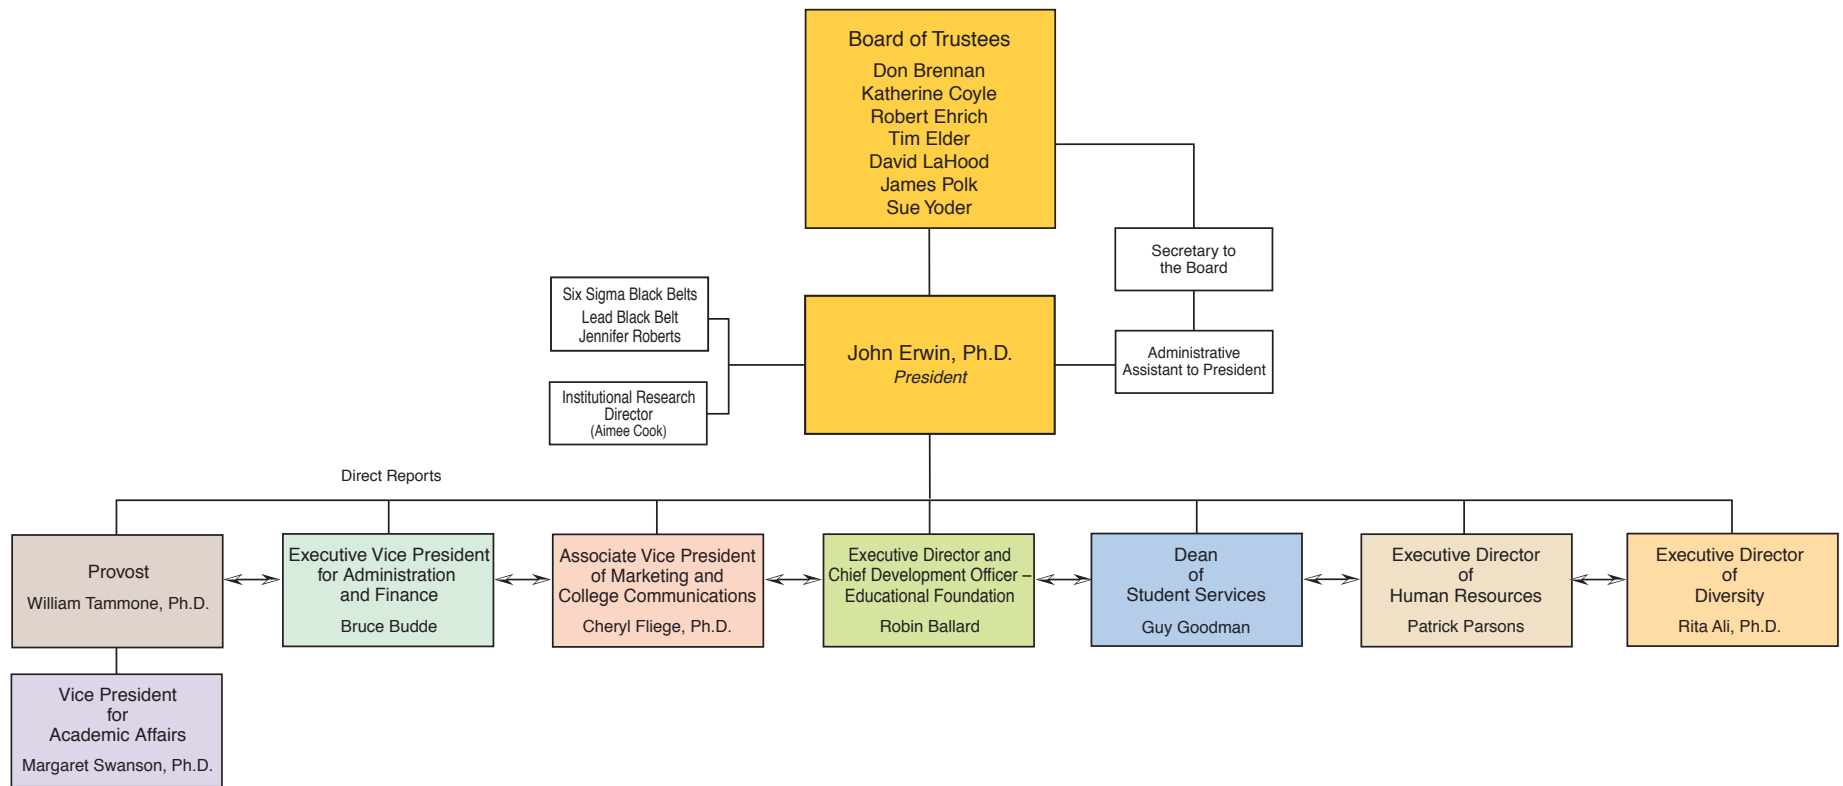 Board of Trustees
Don Brennan
Katherine Coyle
Robert Ehrich
Tim Elder
David LaHood
James Polk
Sue Yoder
Secretary to
the Board
Six Sigma Black Belts
Lead Black Belt
Jennifer Roberts
John Erwin, Ph.D.
President
Administrative
Assistant to President
Institutional Research
Director
(Aimee Cook)
Direct Reports
Provost
William Tammone, Ph.D.
Executive Vice President
for Administration
and Finance
Bruce Budde
Associate Vice President
of Marketing and
College Communications
Cheryl Fliege, Ph.D.
Executive Director and
Chief Development Officer –
Educational Foundation
Robin Ballard
Dean
of
Student Services
Guy Goodman
Executive Director
of
Human Resources
Patrick Parsons
Executive Director
of
Diversity
Rita Ali, Ph.D.
Vice President
for
Academic Affairs
Margaret Swanson, Ph.D.